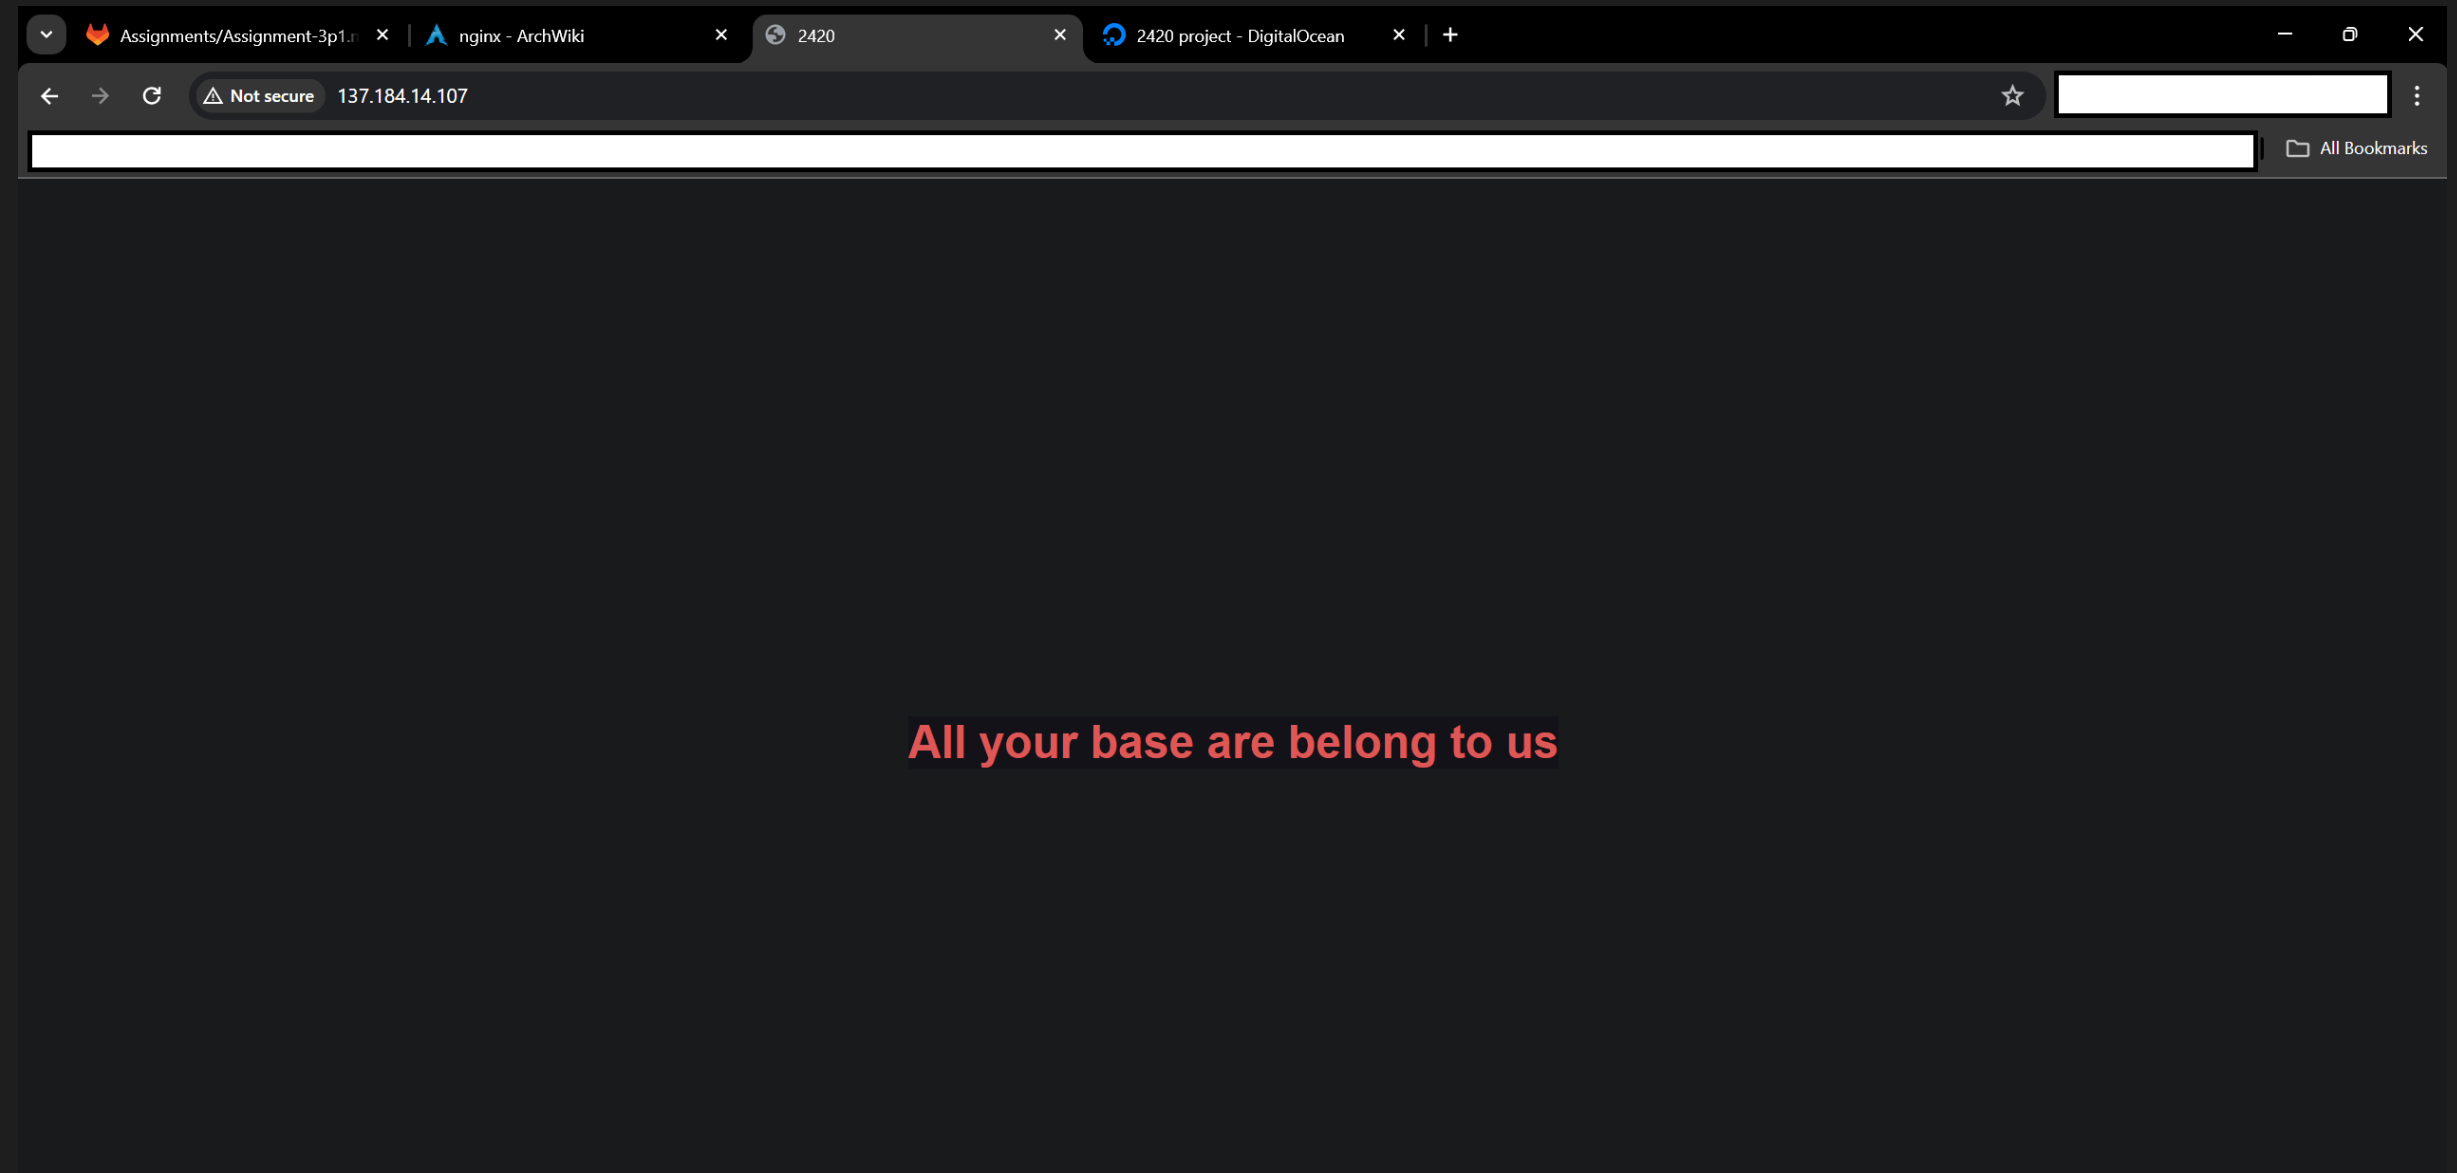 Assignments/Assignment-3p1.
nginx - ArchWiki
2420
2420 project - DigitalOcean
Not secure
137.184.14.107
All Bookmarks
All your base are belong to us